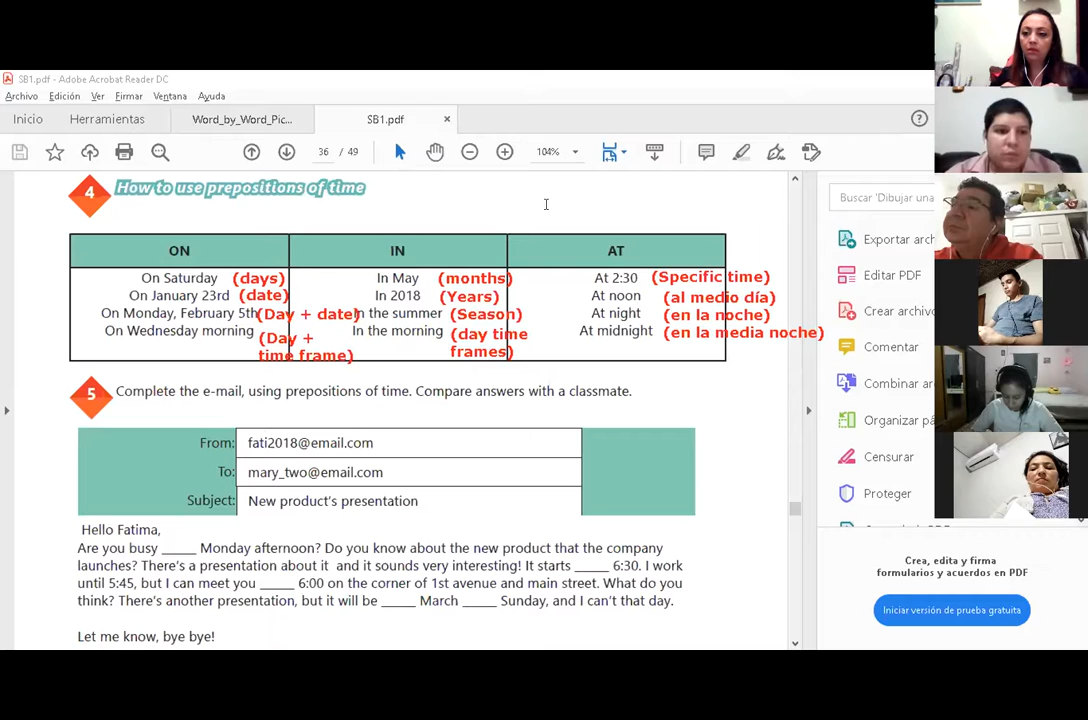 SB1.pdf - Adobe Acrobat Reader DC
Archivo Edición Ver Firmar Ventana Ayuda
Inicio Herramientas Word_by_Word_Pic... SB1.pdf ×
36 / 49 104%
4 How to use prepositions of time
ON IN AT
On Saturday (days) In May (months) At 2:30 (Specific time)
On January 23rd (date) In 2018 (Years) At noon (al medio día)
On Monday, February 5th (Day + date) In the summer (Season) At night (en la noche)
On Wednesday morning (Day + time frame) In the morning (day time frames) At midnight (en la media noche)
5 Complete the e-mail, using prepositions of time. Compare answers with a classmate.
From: fati2018@email.com
To: mary_two@email.com
Subject: New product's presentation
Hello Fatima,
Are you busy _____ Monday afternoon? Do you know about the new product that the company
launches? There's a presentation about it and it sounds very interesting! It starts _____ 6:30. I work
until 5:45, but I can meet you _____ 6:00 on the corner of 1st avenue and main street. What do you
think? There's another presentation, but it will be _____ March _____ Sunday, and I can't that day.
Let me know, bye bye!
Buscar 'Dibujar una
Exportar arch
Editar PDF
Crear archivo
Comentar
Combinar ar
Organizar pá
Censurar
Proteger
Crea, edita y firma
formularios y acuerdos en PDF
Iniciar versión de prueba gratuita